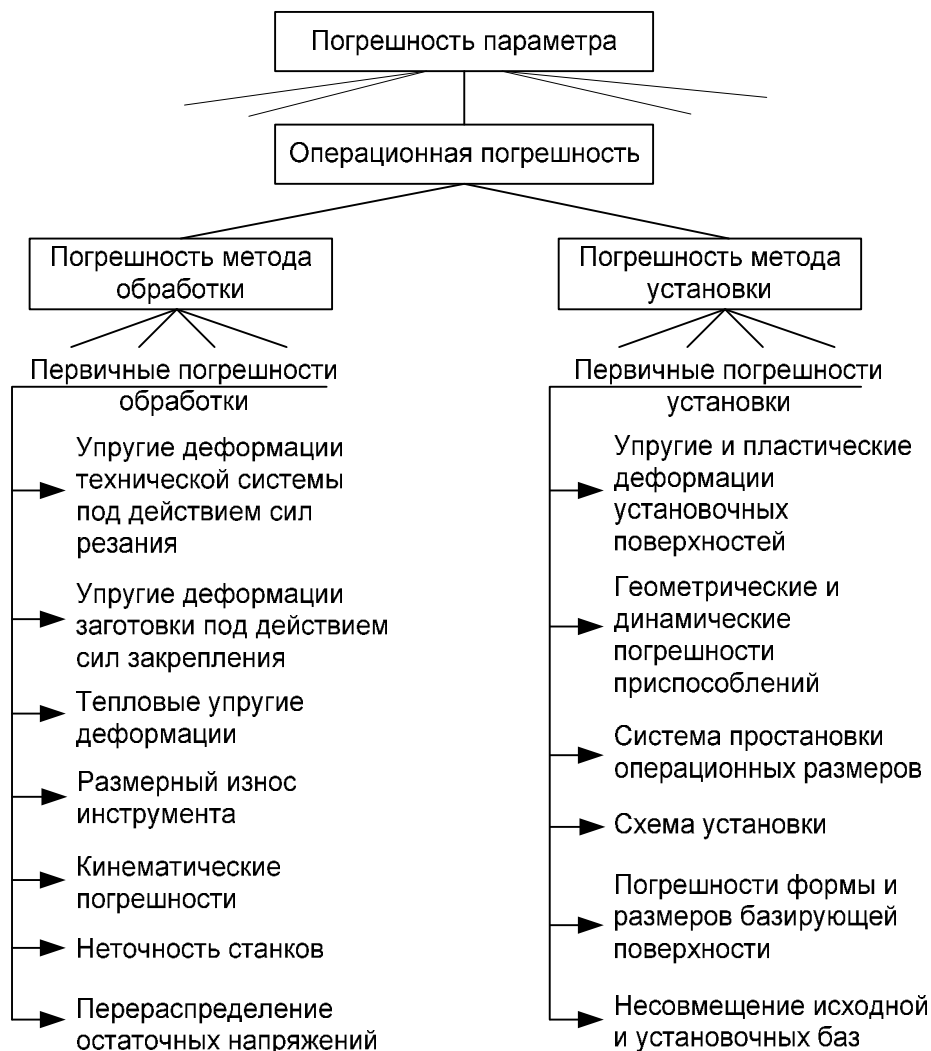 Погрешность параметра
Операционная погрешность
Погрешность метода
обработки
Первичные погрешности
обработки
Упругие деформации
технической системы
под действием сил
резания
Упругие деформации
заготовки под действием
сил закрепления
Тепловые упругие
деформации
Размерный износ
инструмента
Кинематические
погрешности
Неточность станков
Перераспределение
остаточных напряжений
Погрешность метода
установки
Первичные погрешности
установки
Упругие и пластические
деформации
установочных
поверхностей
Геометрические и
динамические
погрешности
приспособлений
Система простановки
операционных размеров
Схема установки
Погрешности формы и
размеров базирующей
поверхности
Несовмещение исходной
и установочных баз